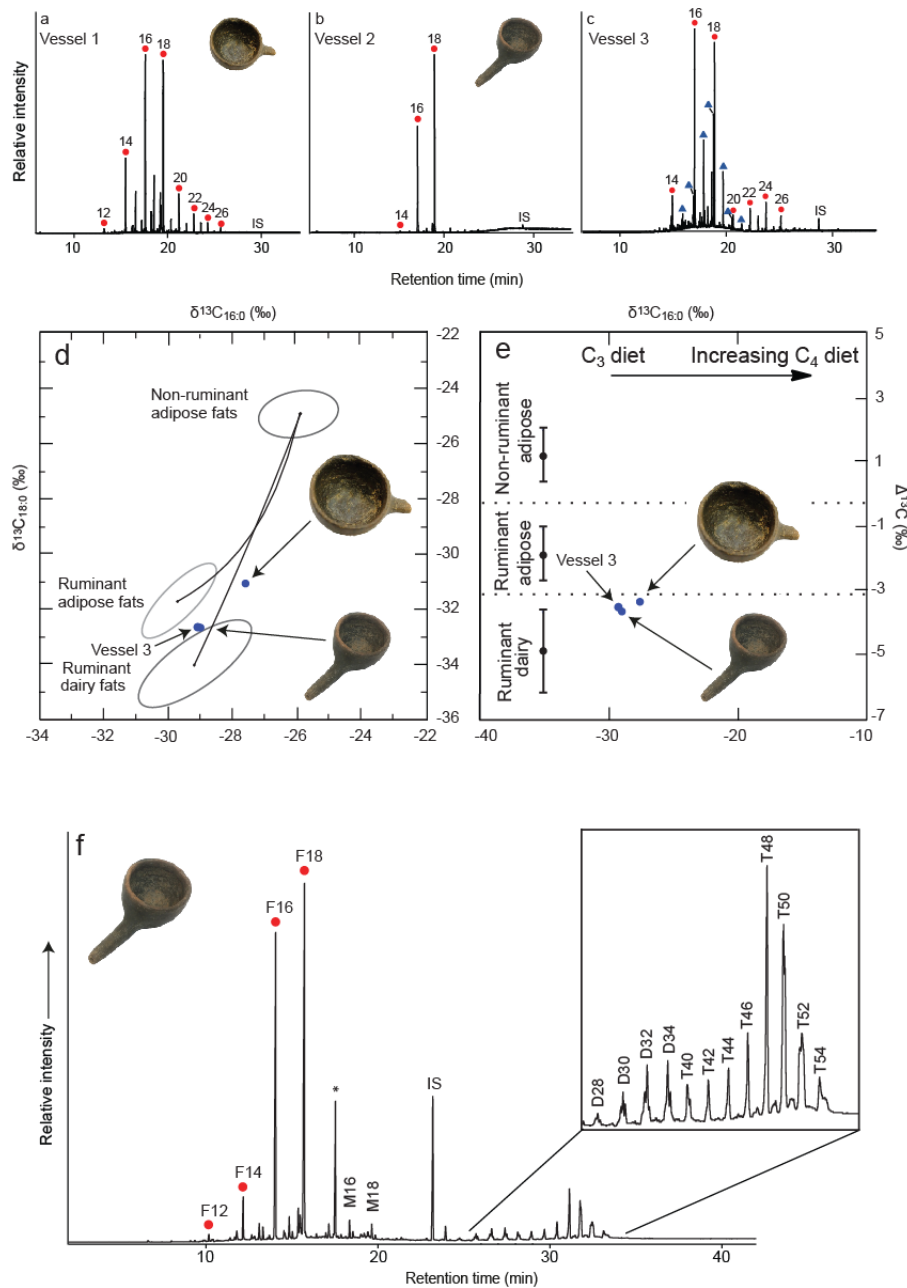 a
Vessel 1
16
18
14
12
20
22
24
26
IS
10
20
30
b
Vessel 2
18
16
14
IS
10
20
30
c
Vessel 3
16
18
14
20
22
24
26
IS
10
20
30
Relative intensity
Retention time (min)
δ¹³C₁₆:₀ (‰)
d
Non-ruminant
adipose fats
Ruminant
adipose fats
Vessel 3
Ruminant
dairy fats
δ¹³C₁₈:₀ (‰)
-22
-24
-26
-28
-30
-32
-34
-36
-34
-32
-30
-28
-26
-24
-22
δ¹³C₁₆:₀ (‰)
e
C₃ diet
Increasing C₄ diet
Non-ruminant
adipose
Ruminant
adipose
Ruminant
dairy
Vessel 3
Δ¹³C (‰)
5
3
1
-1
-3
-5
-7
-40
-30
-20
-10
f
F12
F14
F16
F18
*
M16
M18
IS
D28
D30
D32
D34
T40
T42
T44
T46
T48
T50
T52
T54
Relative intensity
10
20
30
40
Retention time (min)